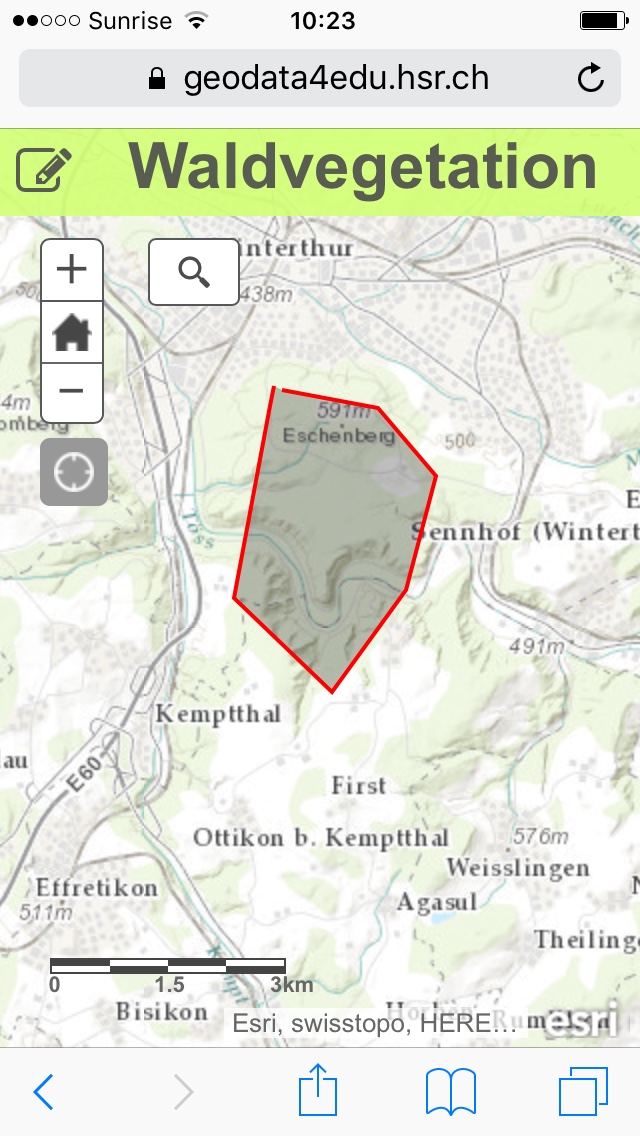 Sunrise 10:23
geodata4edu.hsr.ch
Waldvegetation
interthur
438m
4m
591m
Eschenberg
500
Töss
Sennhof (Wintert
491m
Kemptthal
au
E60
First
Ottikon b. Kemptthal
576m
Weisslingen
Effretikon
511m
Agasul
Theiling
0 1.5 3km
Bisikon
Esri, swisstopo, HERE...
esri